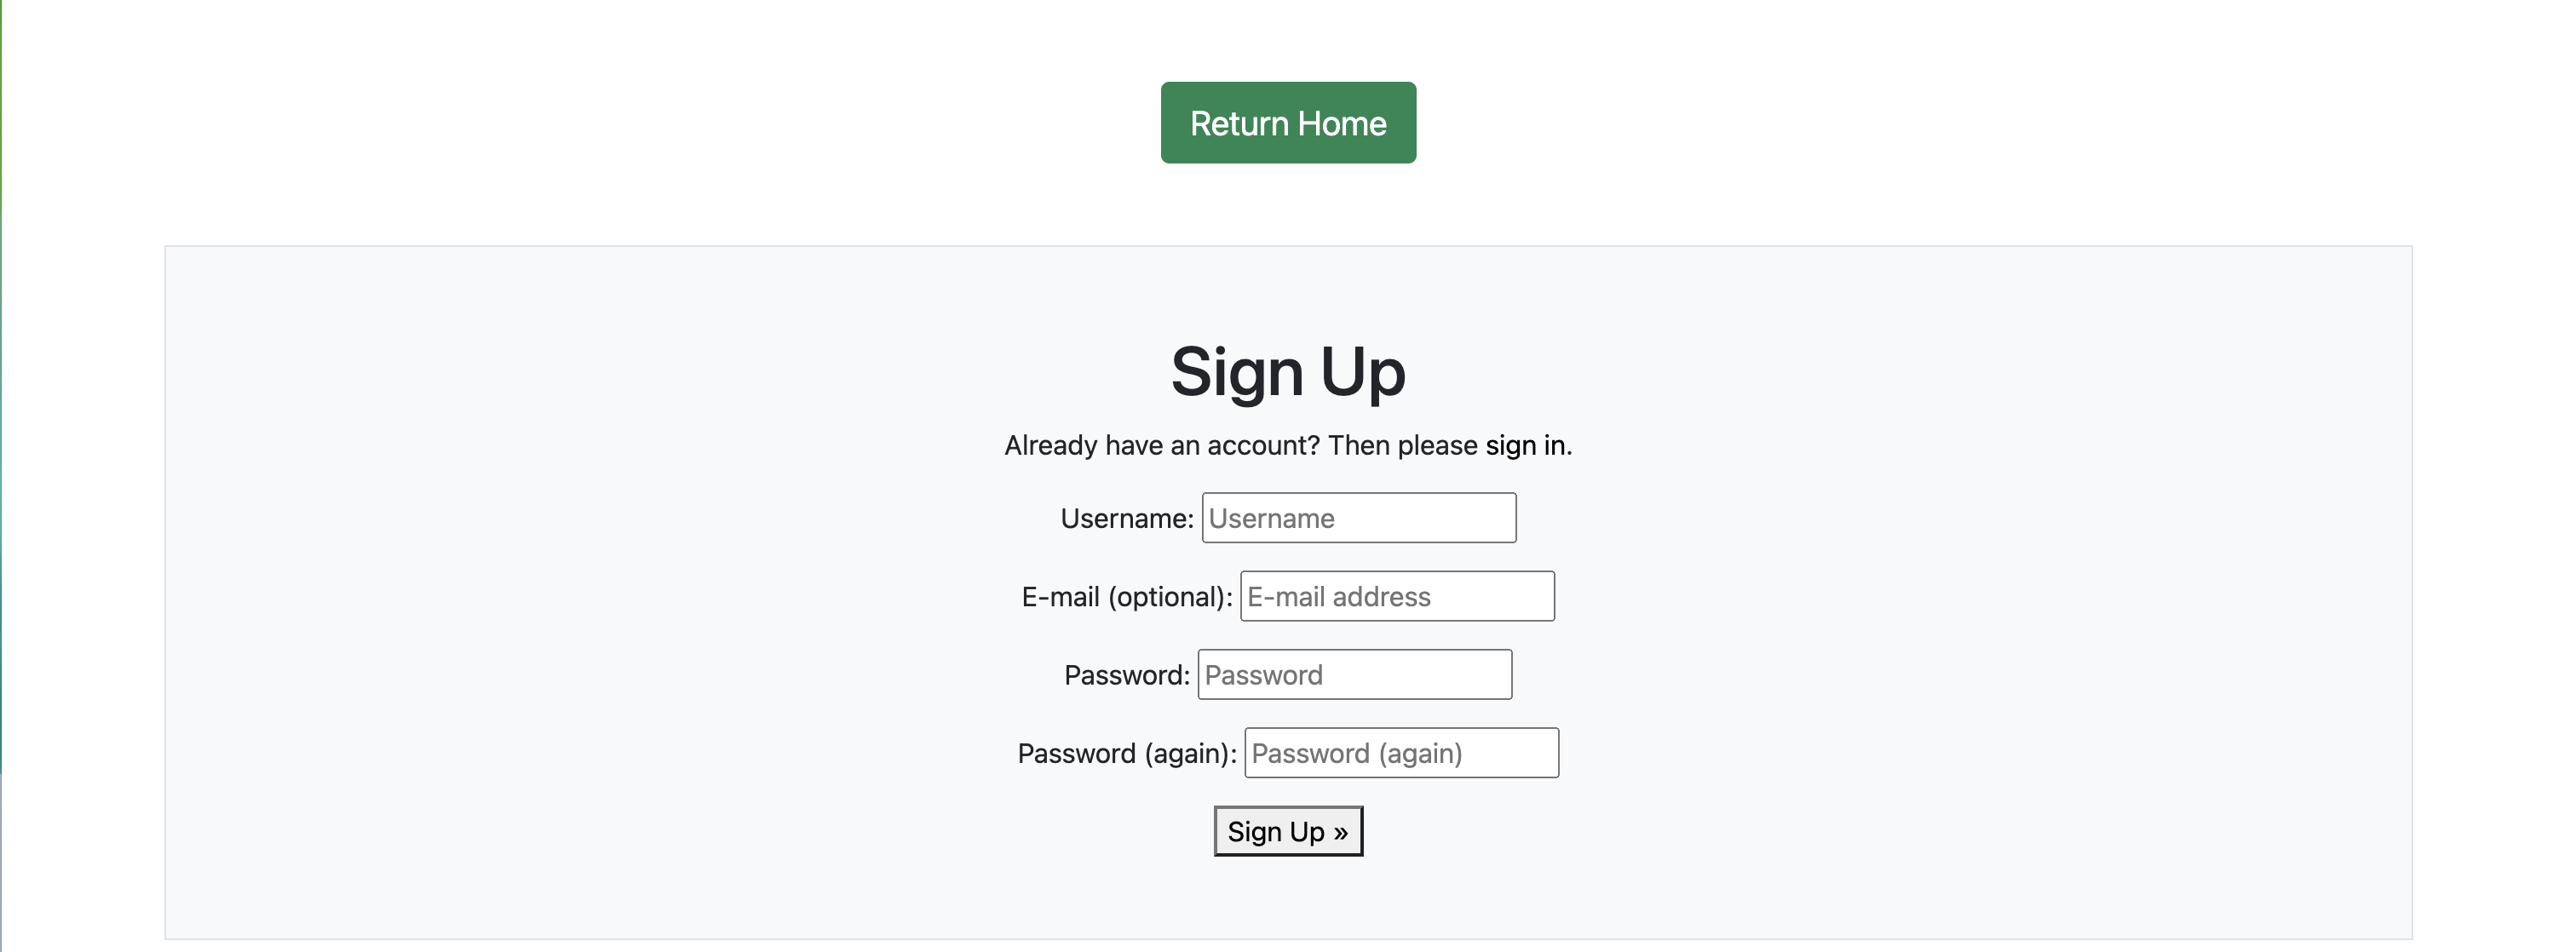 Return Home
Sign Up
Already have an account? Then please sign in.
Username: Username
E-mail (optional): E-mail address
Password: Password
Password (again): Password (again)
Sign Up »